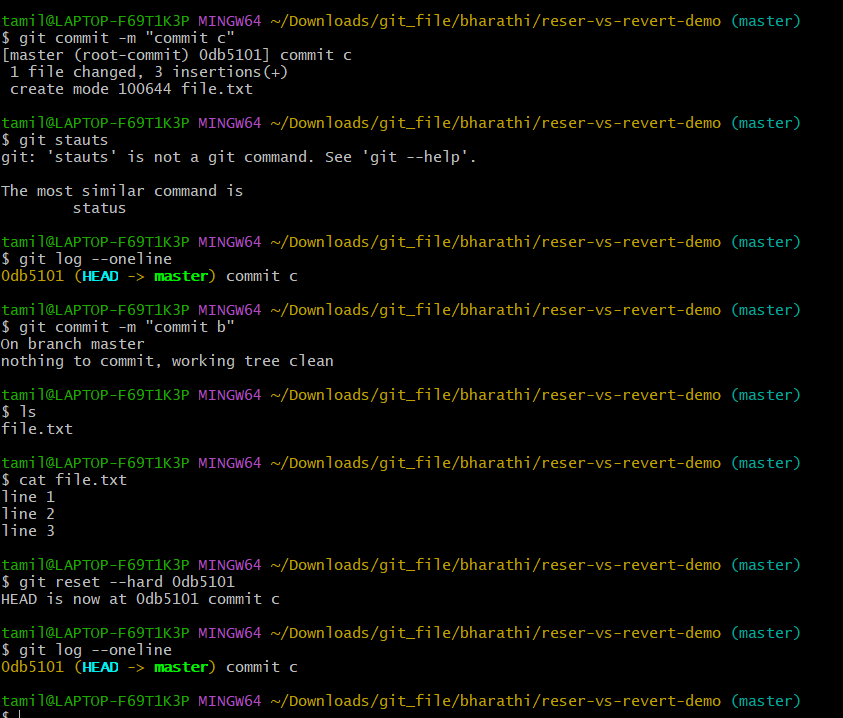 tamil@LAPTOP-F69T1K3P MINGW64 ~/Downloads/git_file/bharathi/reser-vs-revert-demo (master)
$ git commit -m "commit c"
[master (root-commit) 0db5101] commit c
 1 file changed, 3 insertions(+)
 create mode 100644 file.txt

tamil@LAPTOP-F69T1K3P MINGW64 ~/Downloads/git_file/bharathi/reser-vs-revert-demo (master)
$ git stauts
git: 'stauts' is not a git command. See 'git --help'.

The most similar command is
        status

tamil@LAPTOP-F69T1K3P MINGW64 ~/Downloads/git_file/bharathi/reser-vs-revert-demo (master)
$ git log --oneline
0db5101 (HEAD -> master) commit c

tamil@LAPTOP-F69T1K3P MINGW64 ~/Downloads/git_file/bharathi/reser-vs-revert-demo (master)
$ git commit -m "commit b"
On branch master
nothing to commit, working tree clean

tamil@LAPTOP-F69T1K3P MINGW64 ~/Downloads/git_file/bharathi/reser-vs-revert-demo (master)
$ ls
file.txt

tamil@LAPTOP-F69T1K3P MINGW64 ~/Downloads/git_file/bharathi/reser-vs-revert-demo (master)
$ cat file.txt
line 1
line 2
line 3

tamil@LAPTOP-F69T1K3P MINGW64 ~/Downloads/git_file/bharathi/reser-vs-revert-demo (master)
$ git reset --hard 0db5101
HEAD is now at 0db5101 commit c

tamil@LAPTOP-F69T1K3P MINGW64 ~/Downloads/git_file/bharathi/reser-vs-revert-demo (master)
$ git log --oneline
0db5101 (HEAD -> master) commit c

tamil@LAPTOP-F69T1K3P MINGW64 ~/Downloads/git_file/bharathi/reser-vs-revert-demo (master)
$